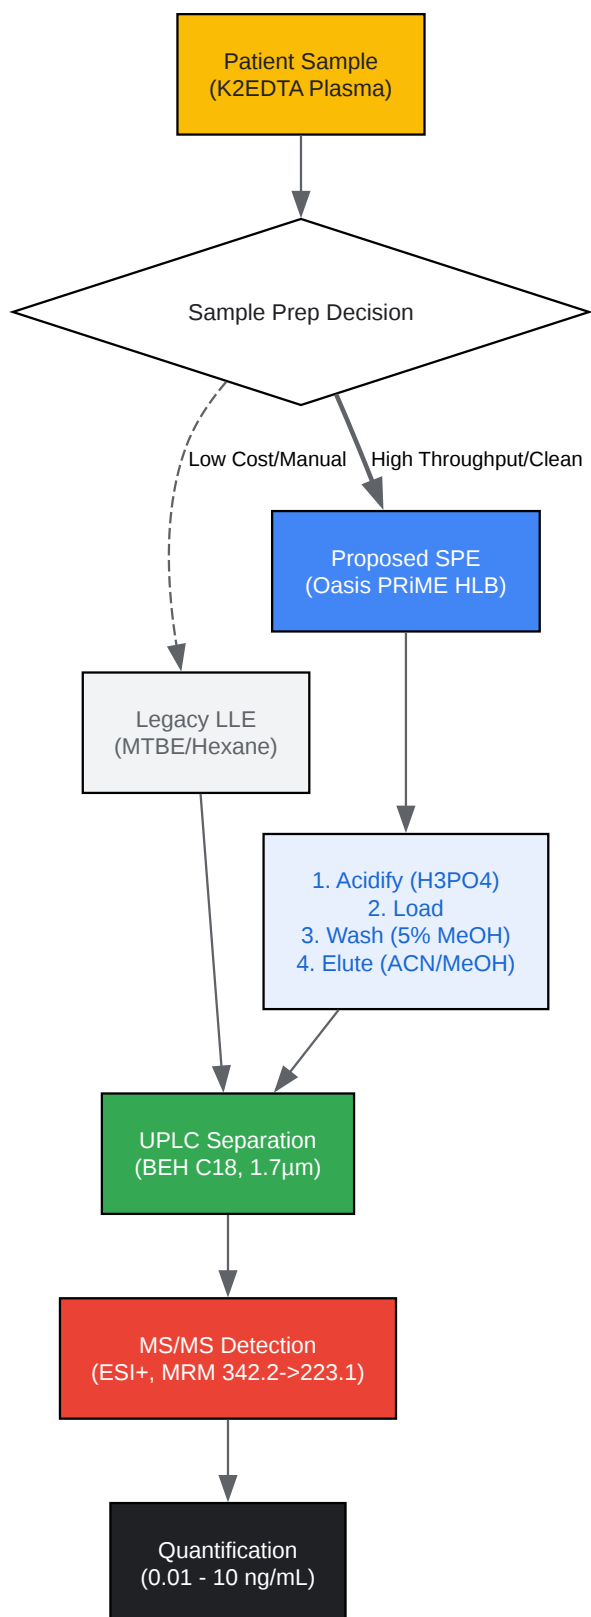 Patient Sample
(K2EDTA Plasma)
Sample Prep Decision
Low Cost/Manual
High Throughput/Clean
Proposed SPE
(Oasis PRiME HLB)
Legacy LLE
(MTBE/Hexane)
1. Acidify (H3PO4)
2. Load
3. Wash (5% MeOH)
4. Elute (ACN/MeOH)
UPLC Separation
(BEH C18, 1.7µm)
MS/MS Detection
(ESI+, MRM 342.2->223.1)
Quantification
(0.01 - 10 ng/mL)